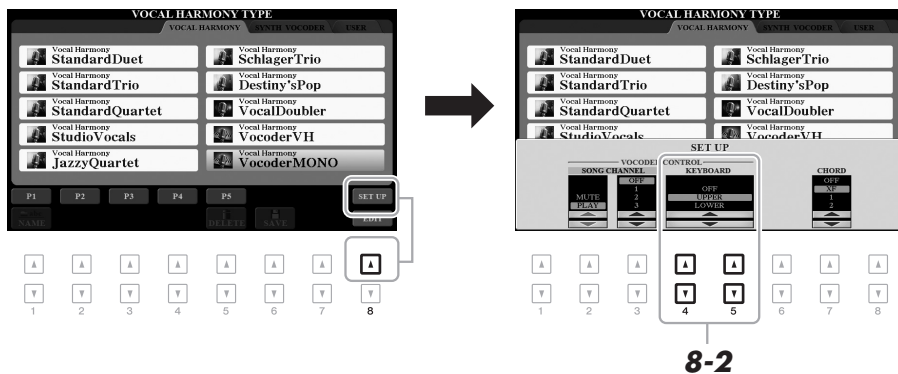 VOCAL HARMONY TYPE
VOCAL HARMONY SYNTH VOCODER USER
Vocal Harmony
StandardDuet
Vocal Harmony
SchlagerTrio
Vocal Harmony
StandardTrio
Vocal Harmony
Destiny'sPop
Vocal Harmony
StandardQuartet
Vocal Harmony
VocalDoubler
Vocal Harmony
StudioVocals
Vocal Harmony
VocoderVH
Vocal Harmony
JazzyQuartet
Vocal Harmony
VocoderMONO
P1 P2 P3 P4 P5 SET UP
NAME DELETE SAVE EDIT
1 2 3 4 5 6 7 8
VOCAL HARMONY TYPE
VOCAL HARMONY SYNTH VOCODER USER
Vocal Harmony
StandardDuet
Vocal Harmony
SchlagerTrio
Vocal Harmony
StandardTrio
Vocal Harmony
Destiny'sPop
Vocal Harmony
StandardQuartet
Vocal Harmony
VocalDoubler
Vocal Harmony
StudioVocals
Vocal Harmony
VocoderVH
SET UP
VOCODER CONTROL
SONG CHANNEL KEYBOARD CHORD
MUTE
PLAY
OFF
1
2
3
OFF
UPPER
LOWER
OFF
XF
1
2
1 2 3 4 5 6 7 8
8-2